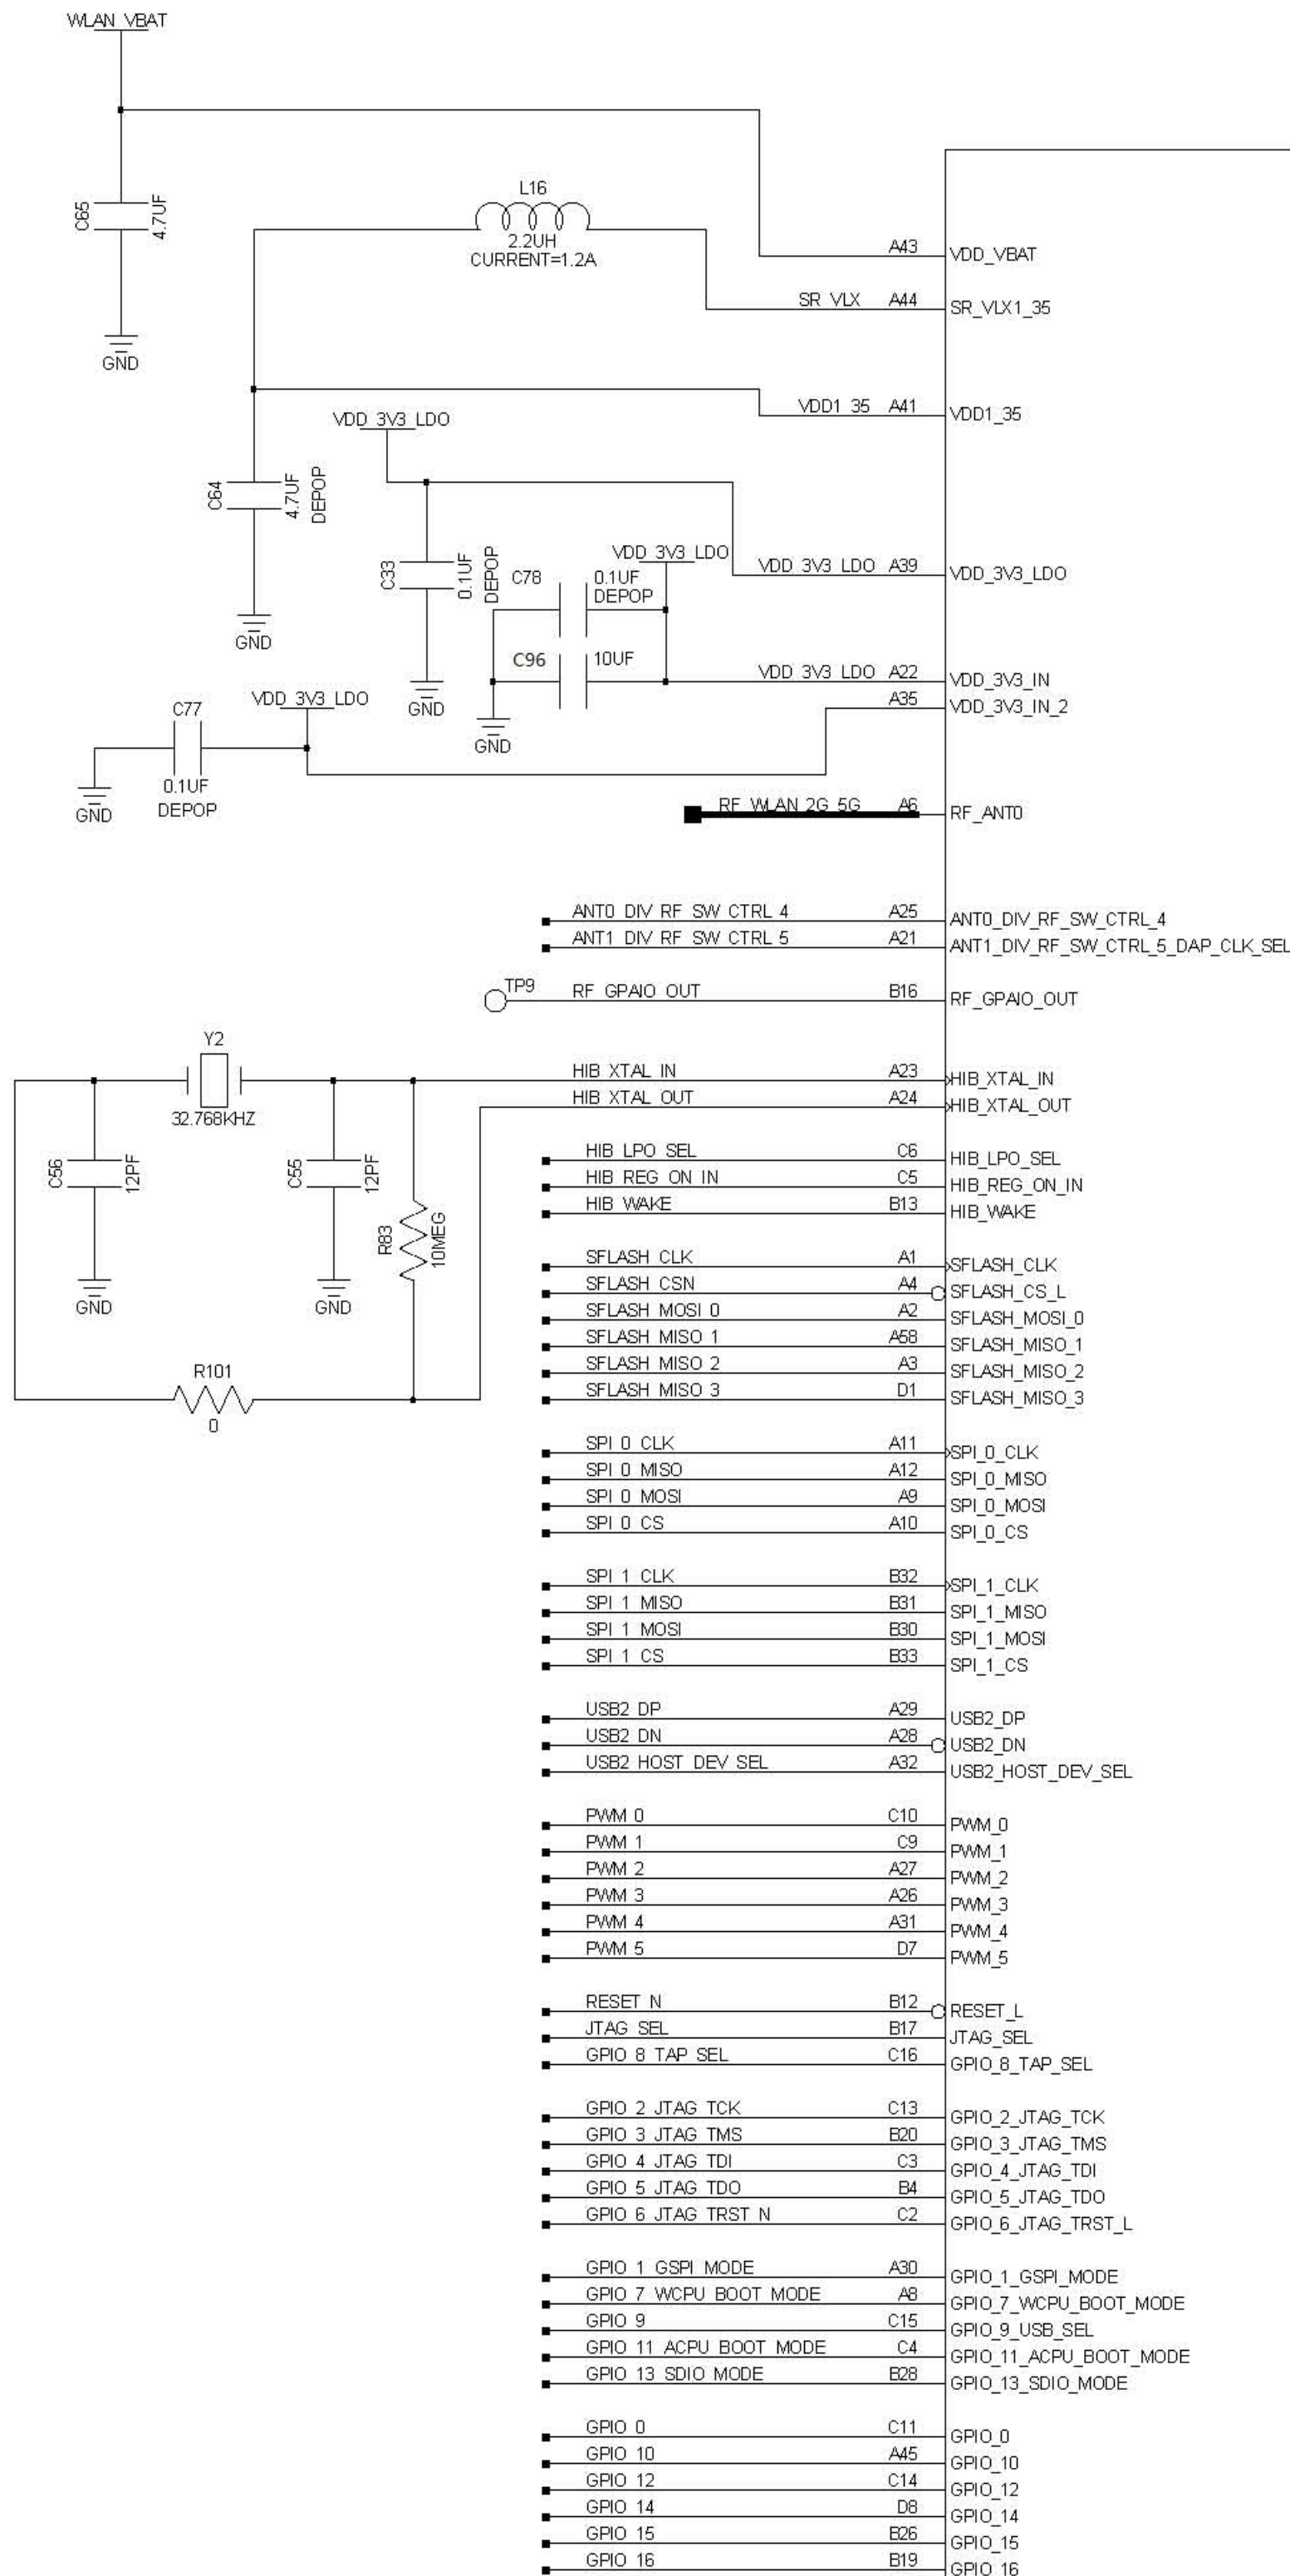 WLAN_VBAT
C65
4.7UF
GND
L16
2.2UH
CURRENT=1.2A
A43 VDD_VBAT
SR_VLX A44 SR_VLX1_35
VDD1_35 A41 VDD1_35
VDD_3V3_LDO
C64
4.7UF
DEPOP
GND
C33
0.1UF
DEPOP
GND
VDD_3V3_LDO
C78
0.1UF
DEPOP
VDD_3V3_LDO A39 VDD_3V3_LDO
C96
10UF
GND
VDD_3V3_LDO A22 VDD_3V3_IN
A35 VDD_3V3_IN_2
VDD_3V3_LDO
C77
0.1UF
DEPOP
GND
RF_WLAN_2G_5G A6 RF_ANT0
ANT0_DIV_RF_SW_CTRL_4 A25 ANT0_DIV_RF_SW_CTRL_4
ANT1_DIV_RF_SW_CTRL_5 A21 ANT1_DIV_RF_SW_CTRL_5_DAP_CLK_SEL
TP9 RF_GPAIO_OUT B16 RF_GPAIO_OUT
Y2
32.768KHZ
HIB_XTAL_IN A23 HIB_XTAL_IN
HIB_XTAL_OUT A24 HIB_XTAL_OUT
C56
12PF
GND
C55
12PF
GND
R83
10MEG
R101
0
HIB_LPO_SEL C6 HIB_LPO_SEL
HIB_REG_ON_IN C5 HIB_REG_ON_IN
HIB_WAKE B13 HIB_WAKE
SFLASH_CLK A1 SFLASH_CLK
SFLASH_CSN A4 SFLASH_CS_L
SFLASH_MOSI_0 A2 SFLASH_MOSI_0
SFLASH_MISO_1 A58 SFLASH_MISO_1
SFLASH_MISO_2 A3 SFLASH_MISO_2
SFLASH_MISO_3 D1 SFLASH_MISO_3
SPI_0_CLK A11 SPI_0_CLK
SPI_0_MISO A12 SPI_0_MISO
SPI_0_MOSI A9 SPI_0_MOSI
SPI_0_CS A10 SPI_0_CS
SPI_1_CLK B32 SPI_1_CLK
SPI_1_MISO B31 SPI_1_MISO
SPI_1_MOSI B30 SPI_1_MOSI
SPI_1_CS B33 SPI_1_CS
USB2_DP A29 USB2_DP
USB2_DN A28 USB2_DN
USB2_HOST_DEV_SEL A32 USB2_HOST_DEV_SEL
PWM_0 C10 PWM_0
PWM_1 C9 PWM_1
PWM_2 A27 PWM_2
PWM_3 A26 PWM_3
PWM_4 A31 PWM_4
PWM_5 D7 PWM_5
RESET_N B12 RESET_L
JTAG_SEL B17 JTAG_SEL
GPIO_8_TAP_SEL C16 GPIO_8_TAP_SEL
GPIO_2_JTAG_TCK C13 GPIO_2_JTAG_TCK
GPIO_3_JTAG_TMS B20 GPIO_3_JTAG_TMS
GPIO_4_JTAG_TDI C3 GPIO_4_JTAG_TDI
GPIO_5_JTAG_TDO B4 GPIO_5_JTAG_TDO
GPIO_6_JTAG_TRST_N C2 GPIO_6_JTAG_TRST_L
GPIO_1_GSPI_MODE A30 GPIO_1_GSPI_MODE
GPIO_7_WCPU_BOOT_MODE A8 GPIO_7_WCPU_BOOT_MODE
GPIO_9 C15 GPIO_9_USB_SEL
GPIO_11_ACPU_BOOT_MODE C4 GPIO_11_ACPU_BOOT_MODE
GPIO_13_SDIO_MODE B28 GPIO_13_SDIO_MODE
GPIO_0 C11 GPIO_0
GPIO_10 A45 GPIO_10
GPIO_12 C14 GPIO_12
GPIO_14 D8 GPIO_14
GPIO_15 B26 GPIO_15
GPIO_16 B19 GPIO_16